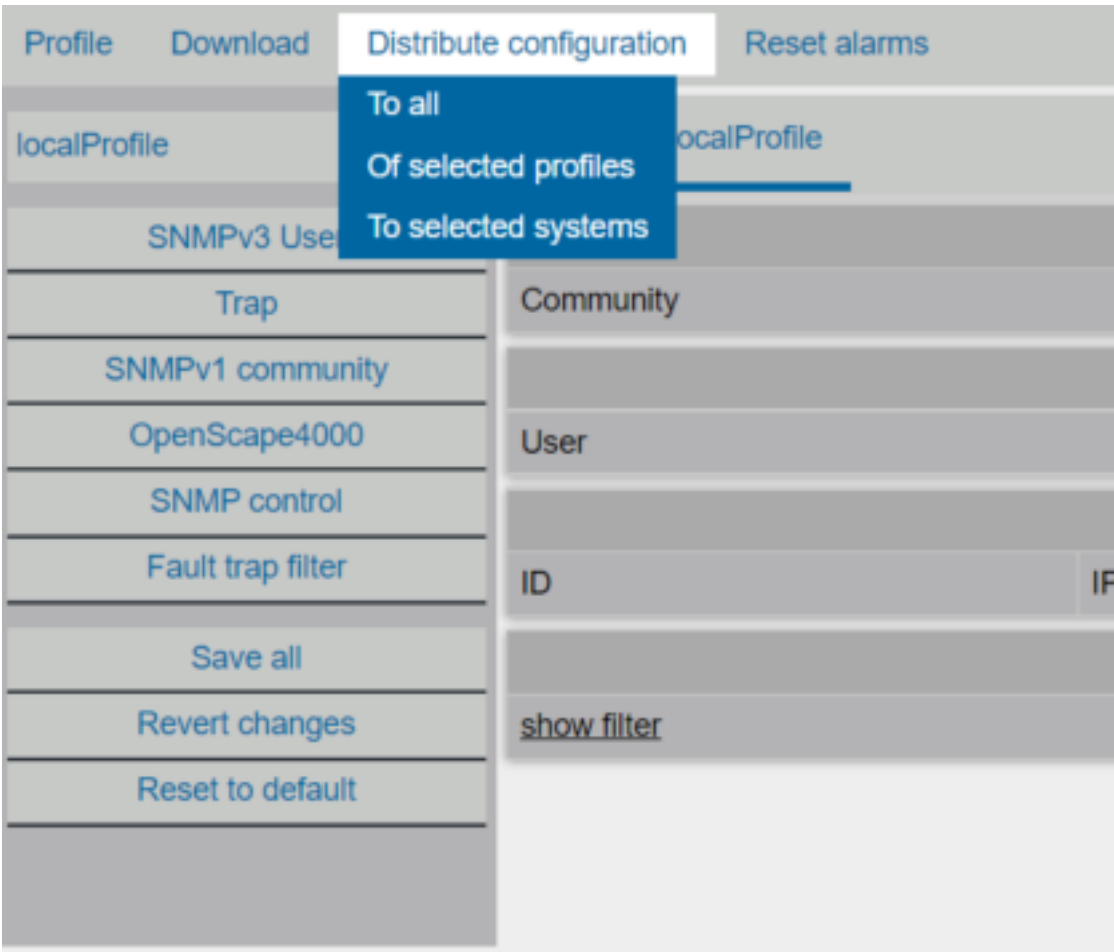 Profile Download Distribute configuration Reset alarms
To all
Of selected profiles
To selected systems
localProfile
ocalProfile
SNMPv3 Use
Trap
SNMPv1 community
OpenScape4000
SNMP control
Fault trap filter
Save all
Revert changes
Reset to default
Community
User
ID
show filter